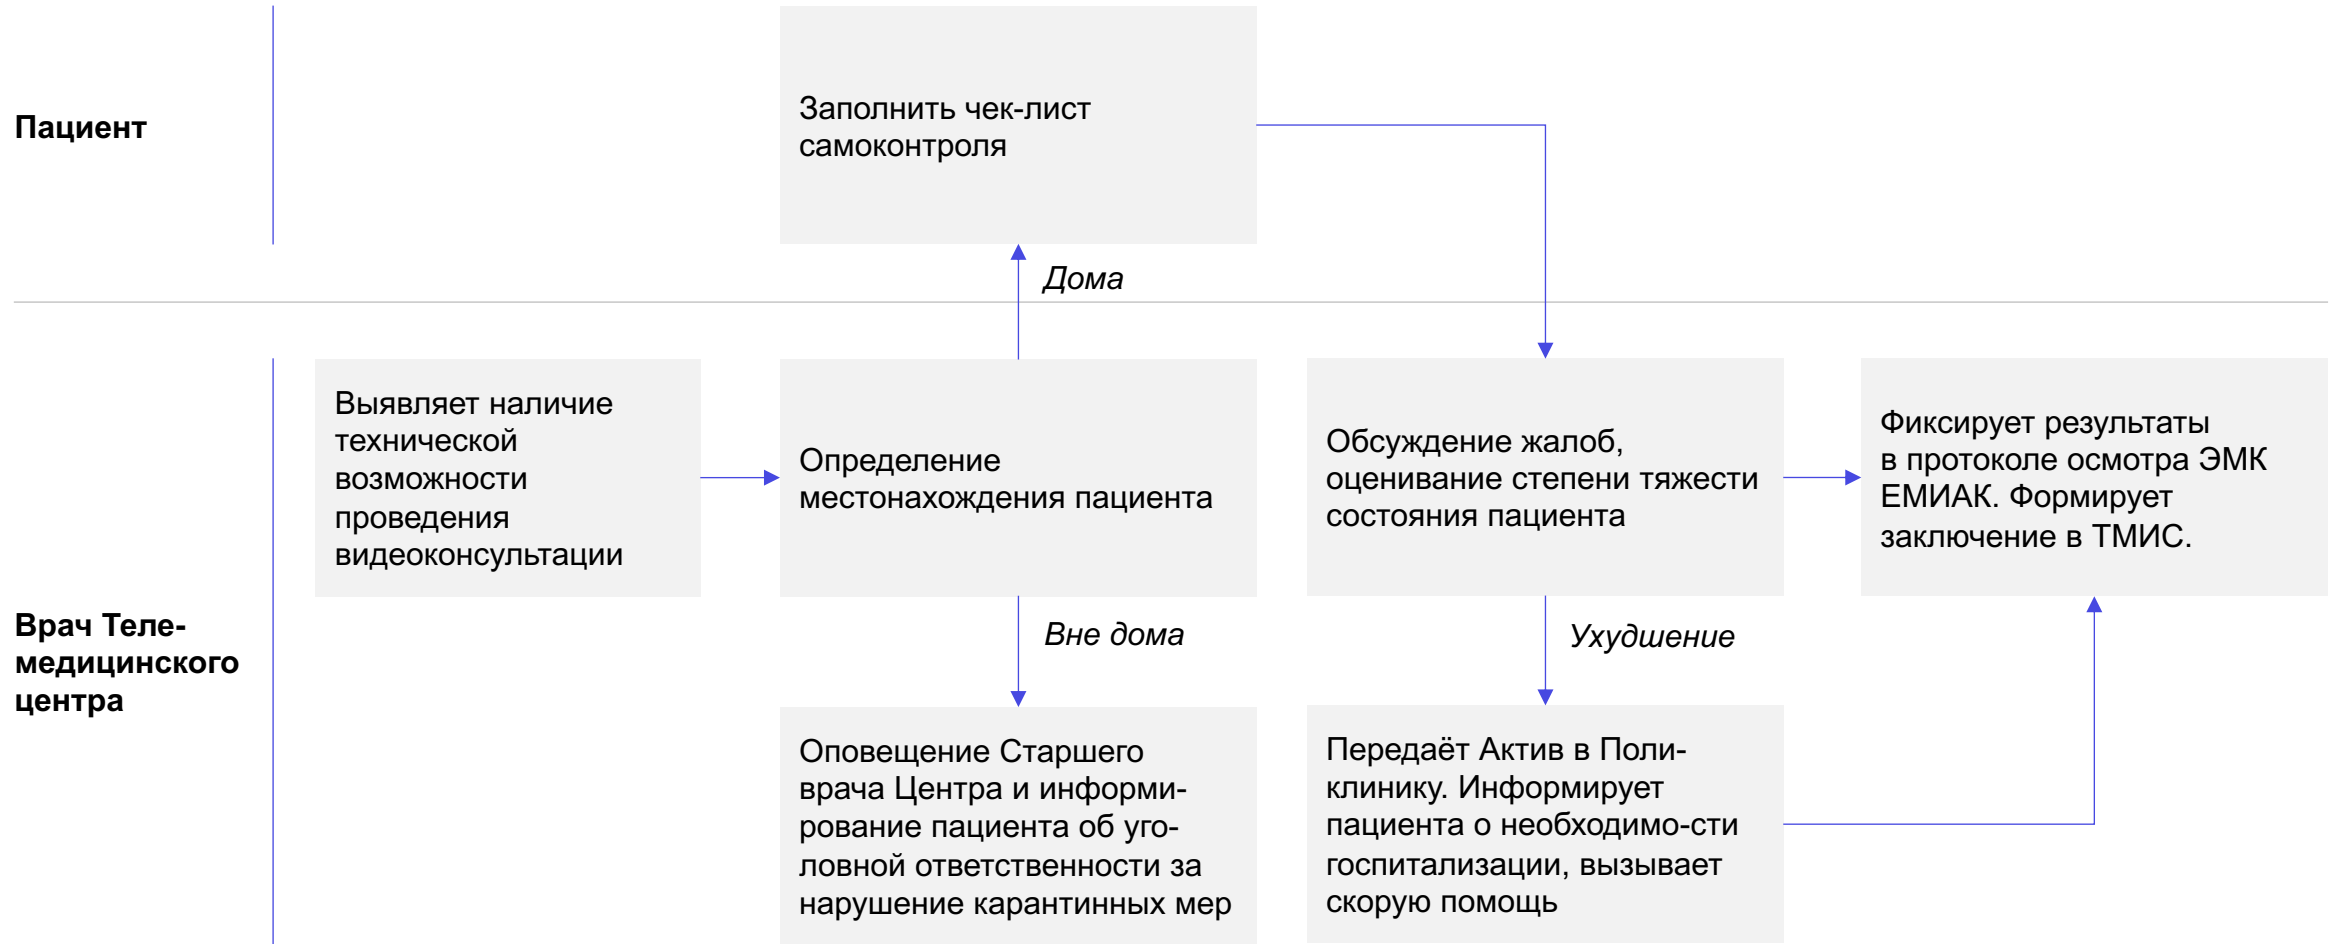 Пациент
Заполнить чек-лист
самоконтроля
Дома
Врач Теле-
медицинского
центра
Выявляет наличие
технической
возможности
проведения
видеоконсультации
Определение
местонахождения пациента
Обсуждение жалоб,
оценивание степени тяжести
состояния пациента
Фиксирует результаты
в протоколе осмотра ЭМК
ЕМИАК. Формирует
заключение в ТМИС.
Вне дома
Ухудшение
Оповещение Старшего
врача Центра и информи-
рование пациента об уго-
ловной ответственности за
нарушение карантинных мер
Передаёт Актив в Поли-
клинику. Информирует
пациента о необходимо-сти
госпитализации, вызывает
скорую помощь